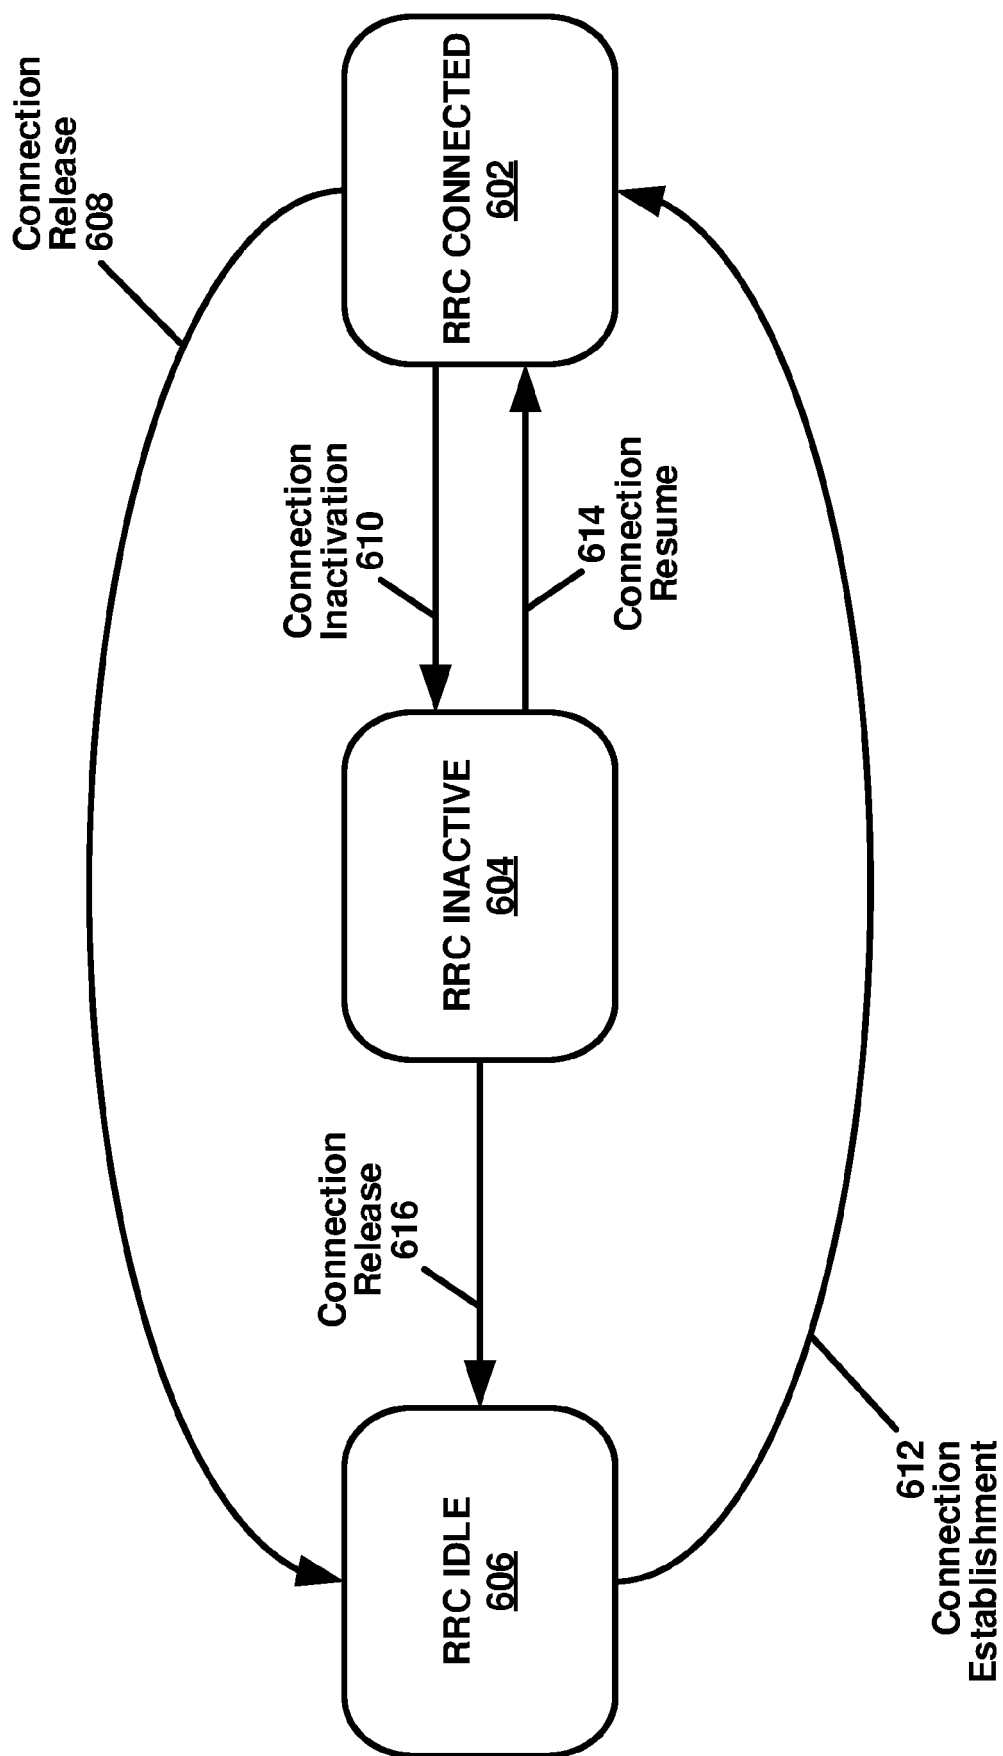 Connection
Release
608
RRC IDLE
606
Connection
Release
616
RRC INACTIVE
604
Connection
Inactivation
610
RRC CONNECTED
602
614
Connection
Resume
612
Connection
Establishment